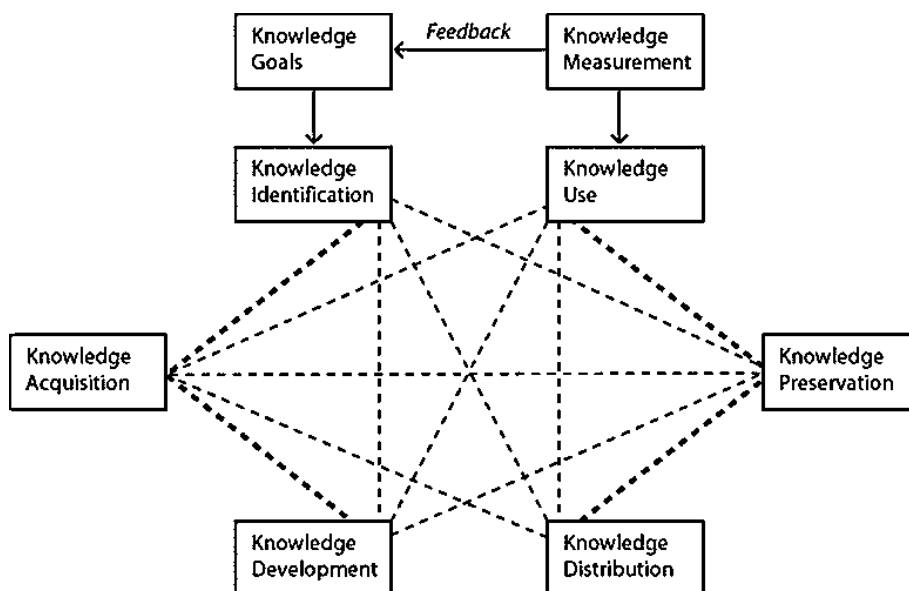 Knowledge
Goals
Feedback
Knowledge
Measurement
Knowledge
Identification
Knowledge
Use
Knowledge
Acquisition
Knowledge
Preservation
Knowledge
Development
Knowledge
Distribution